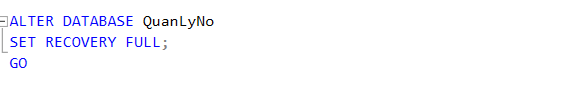 ALTER DATABASE QuanLyNo
SET RECOVERY FULL;
GO